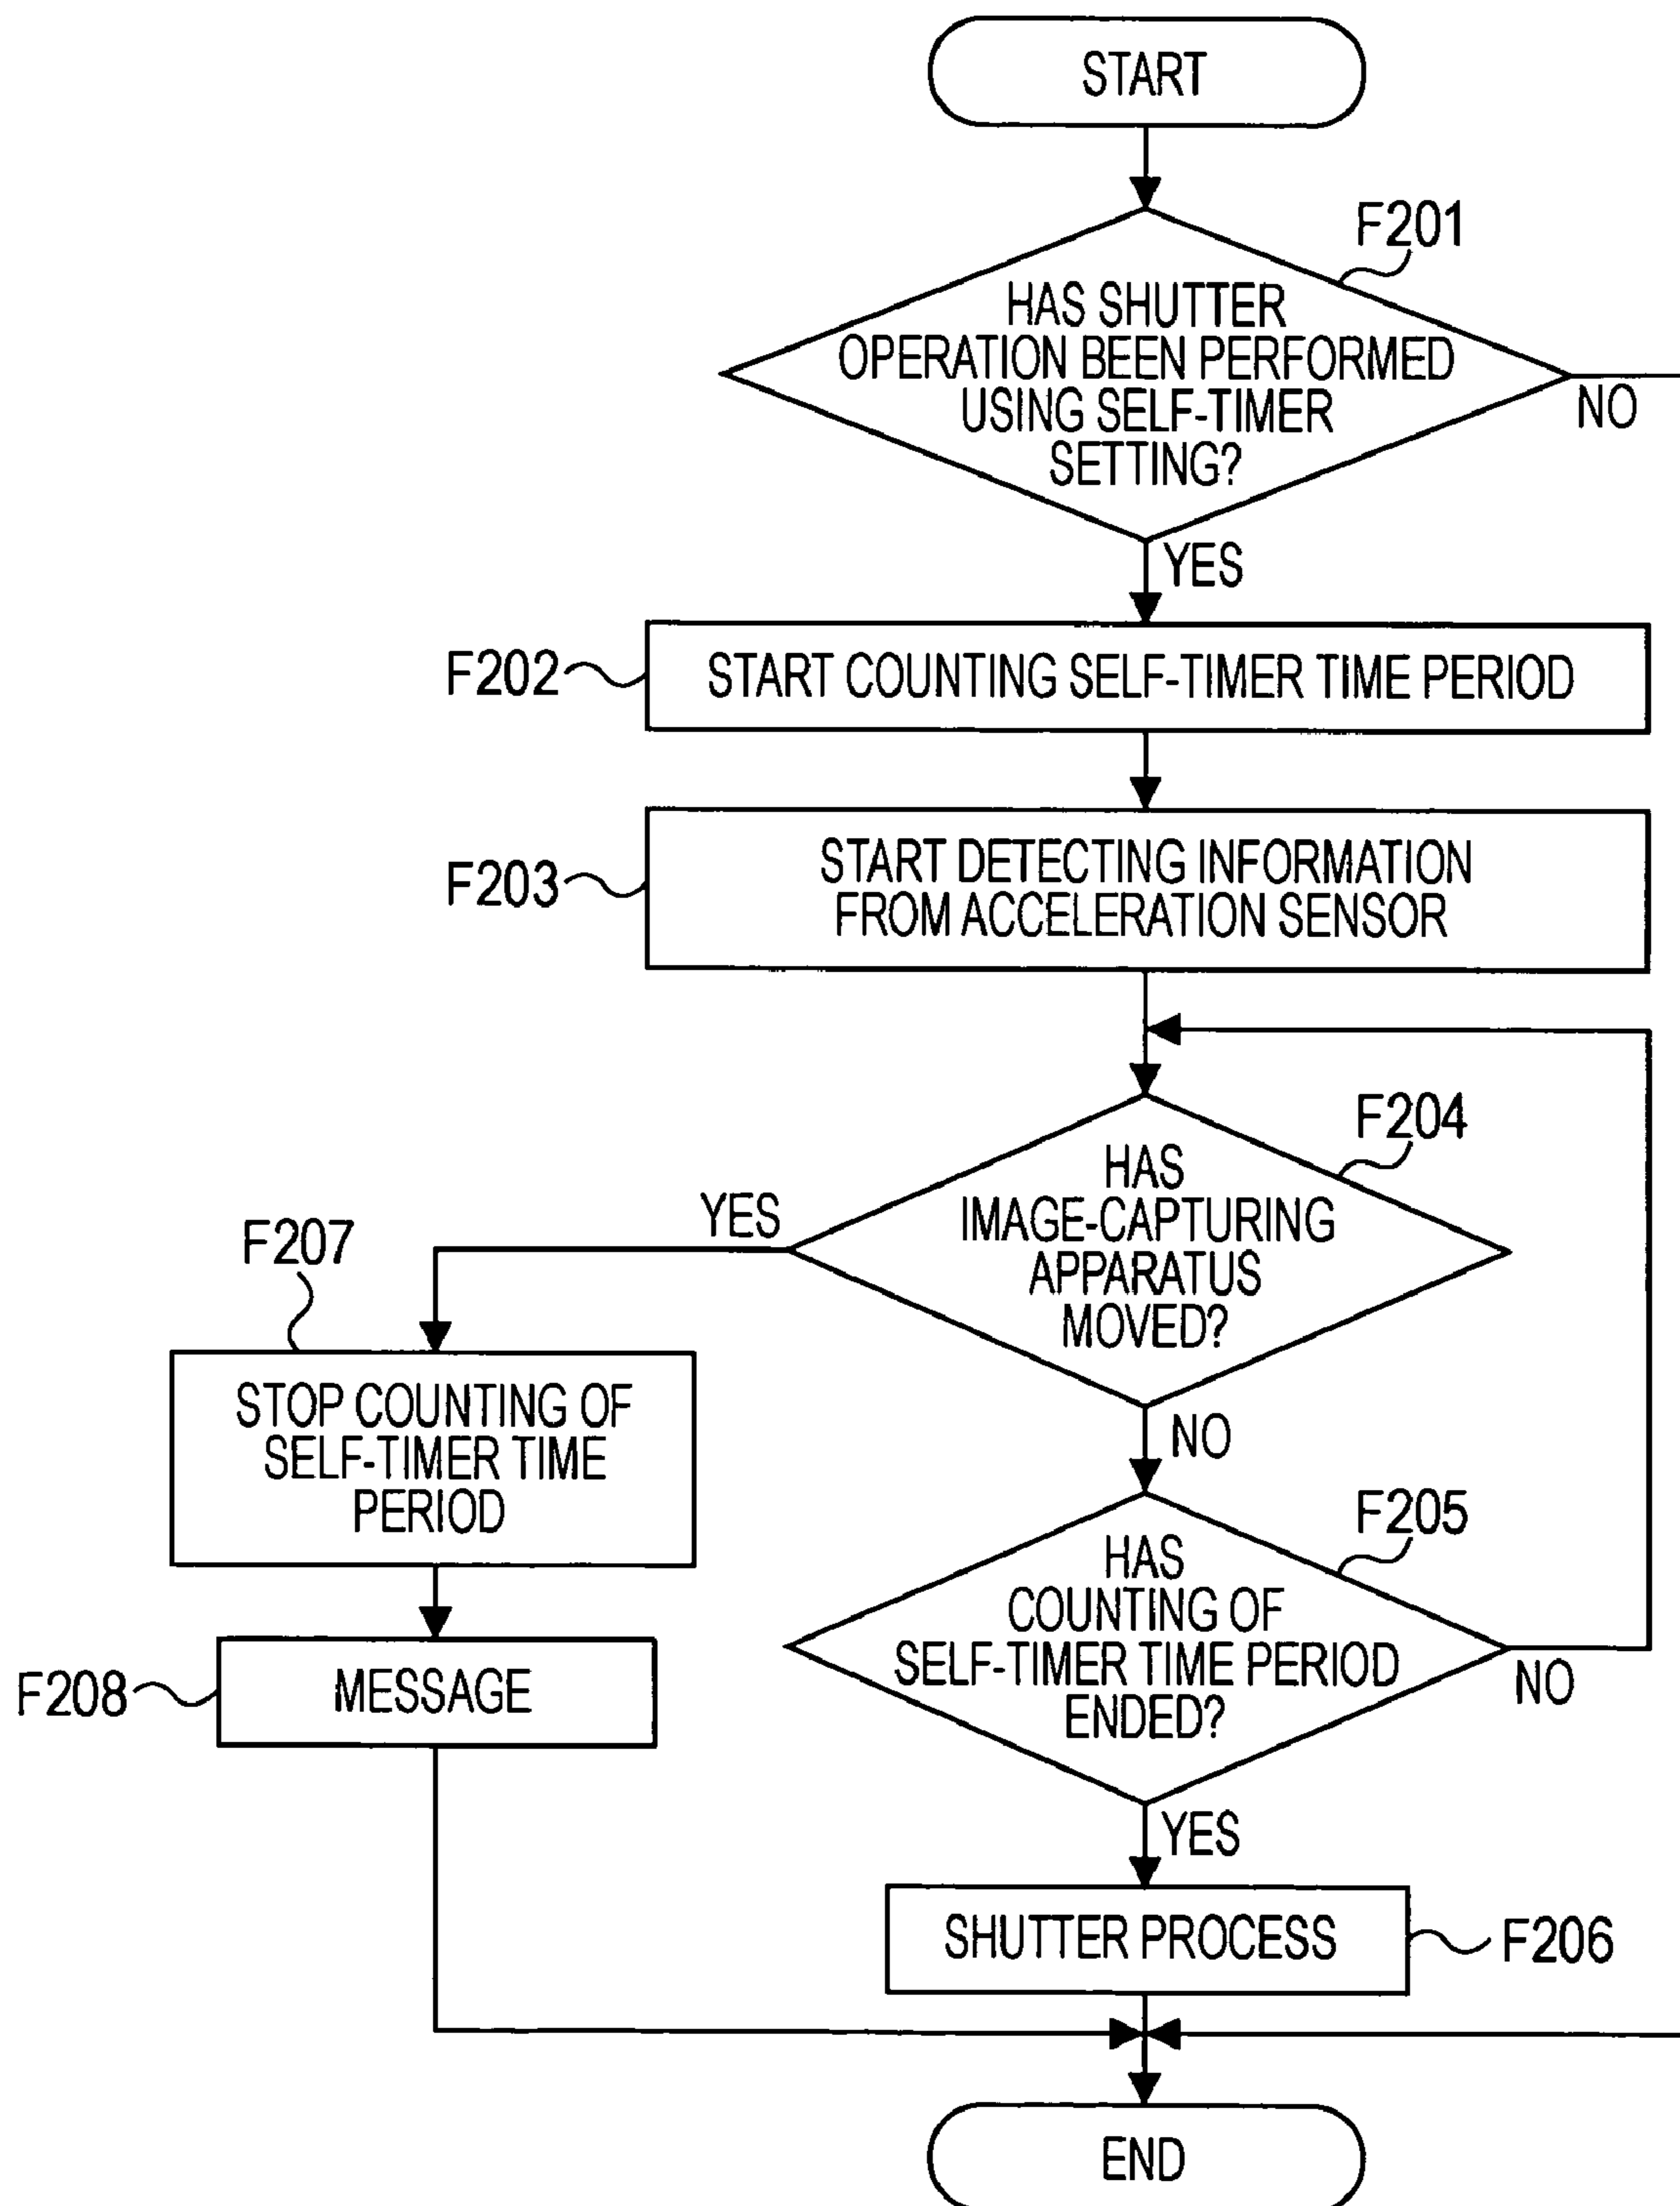 START
F201
HAS SHUTTER
OPERATION BEEN PERFORMED
USING SELF-TIMER
SETTING?
NO
YES
F202
START COUNTING SELF-TIMER TIME PERIOD
F203
START DETECTING INFORMATION
FROM ACCELERATION SENSOR
F204
HAS
IMAGE-CAPTURING
APPARATUS
MOVED?
YES
NO
F207
STOP COUNTING OF
SELF-TIMER TIME
PERIOD
F205
HAS
COUNTING OF
SELF-TIMER TIME PERIOD
ENDED?
NO
YES
F208
MESSAGE
SHUTTER PROCESS
F206
END